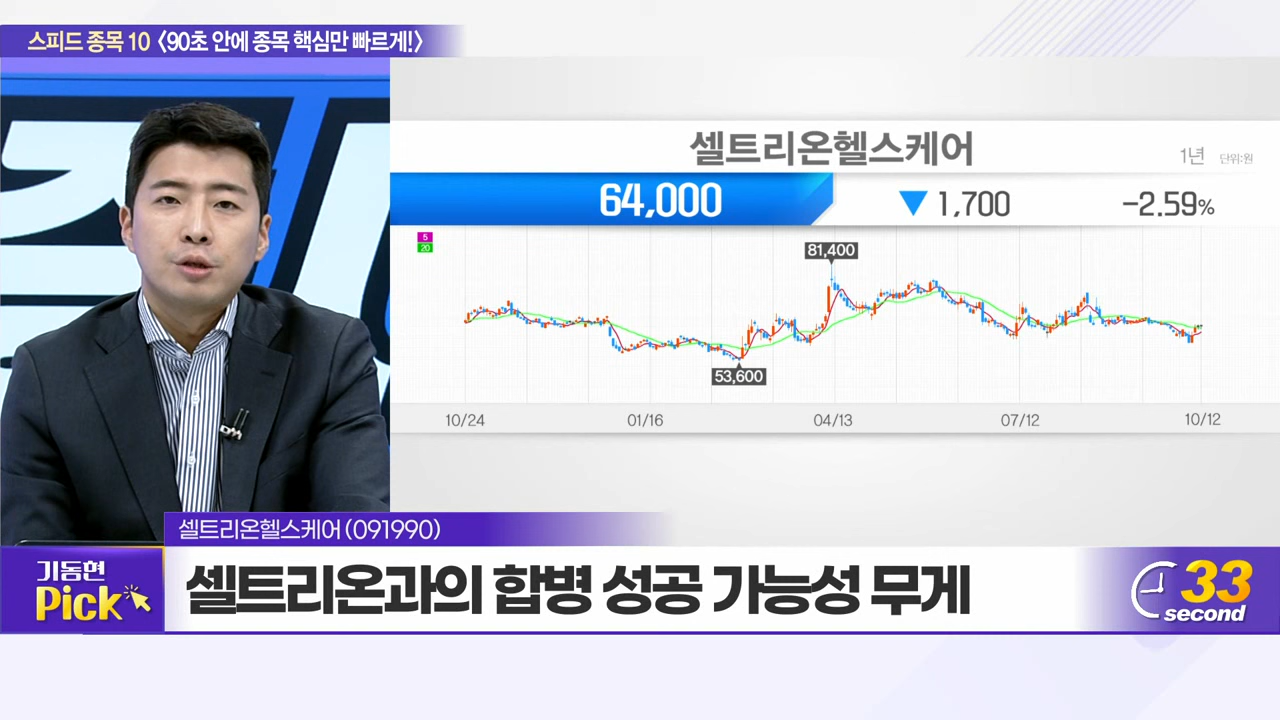 스피드 종목 10 〈90초 안에 종목 핵심만 빠르게!〉
셀트리온헬스케어
1년 단위:원
64,000 ▼ 1,700 -2.59%
5
20
81,400
53,600
10/24 01/16 04/13 07/12 10/12
셀트리온헬스케어(091990)
기동현
Pick
셀트리온과의 합병 성공 가능성 무게
33
second